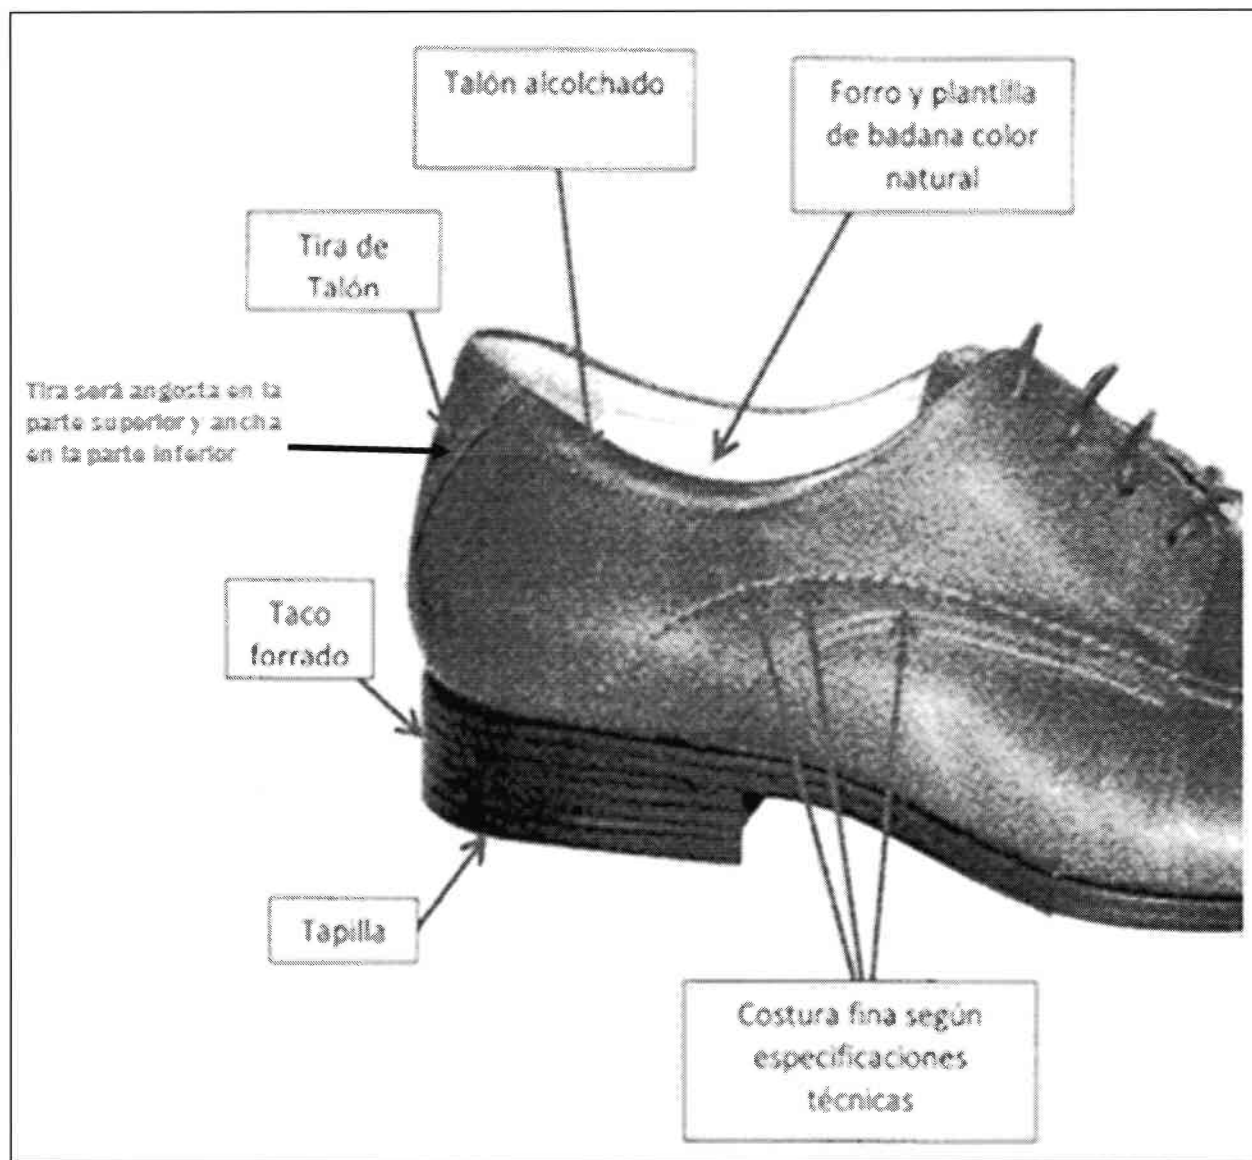 Talón alcolchado
Forro y plantilla
de badana color
natural
Tira de
Talón
Tira será angosta en la
parte superior y ancha
en la parte inferior
Taco
forrado
Tapilla
Costura fina según
especificaciones
técnicas